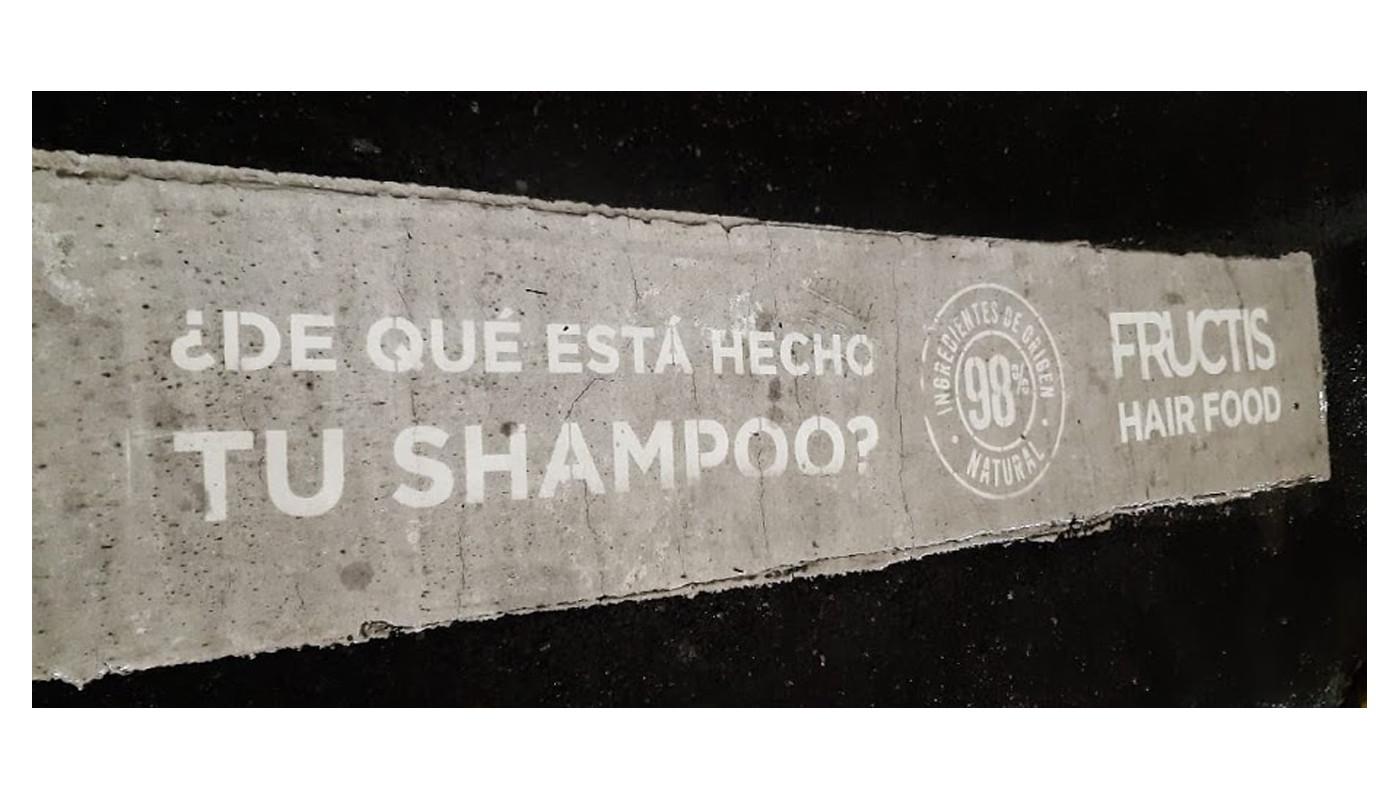 ¿DE QUÉ ESTÁ HECHO
TU SHAMPOO?
INGREDIENTES DE ORIGEN
98%
NATURAL
FRUCTIS
HAIR FOOD